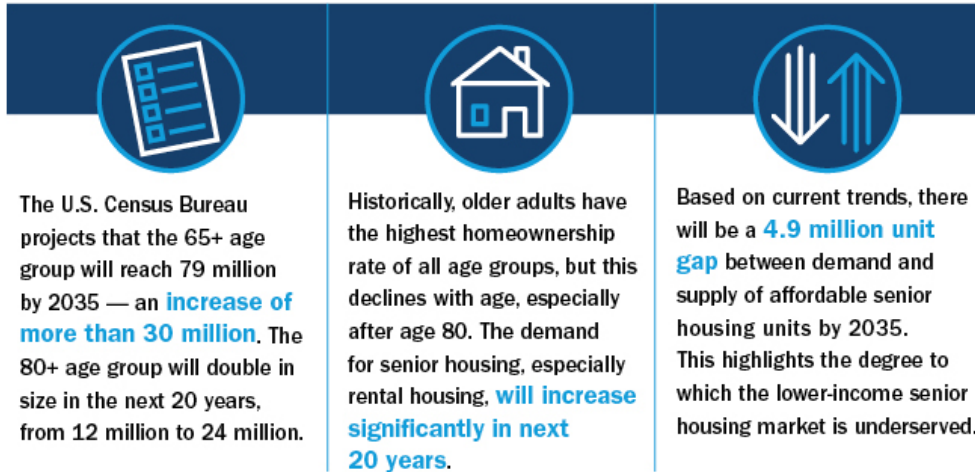 The U.S. Census Bureau
projects that the 65+ age
group will reach 79 million
by 2035 — an increase of
more than 30 million. The
80+ age group will double in
size in the next 20 years,
from 12 million to 24 million.
Historically, older adults have
the highest homeownership
rate of all age groups, but this
declines with age, especially
after age 80. The demand
for senior housing, especially
rental housing, will increase
significantly in next
20 years.
Based on current trends, there
will be a 4.9 million unit
gap between demand and
supply of affordable senior
housing units by 2035.
This highlights the degree to
which the lower-income senior
housing market is underserved.